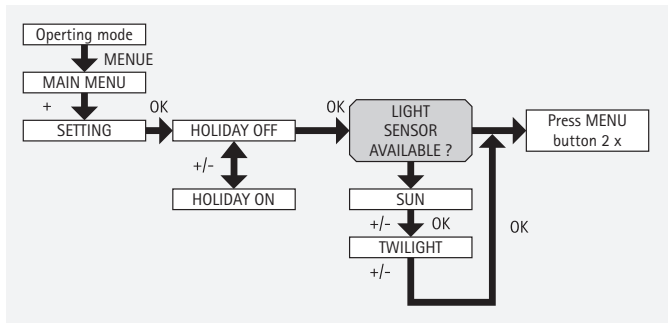 Operting mode
MENUE
MAIN MENU
+
OK
SETTING
HOLIDAY OFF
+/-
HOLIDAY ON
OK
LIGHT
SENSOR
AVAILABLE ?
SUN
+/- OK
TWILIGHT
+/-
OK
Press MENU
button 2 x